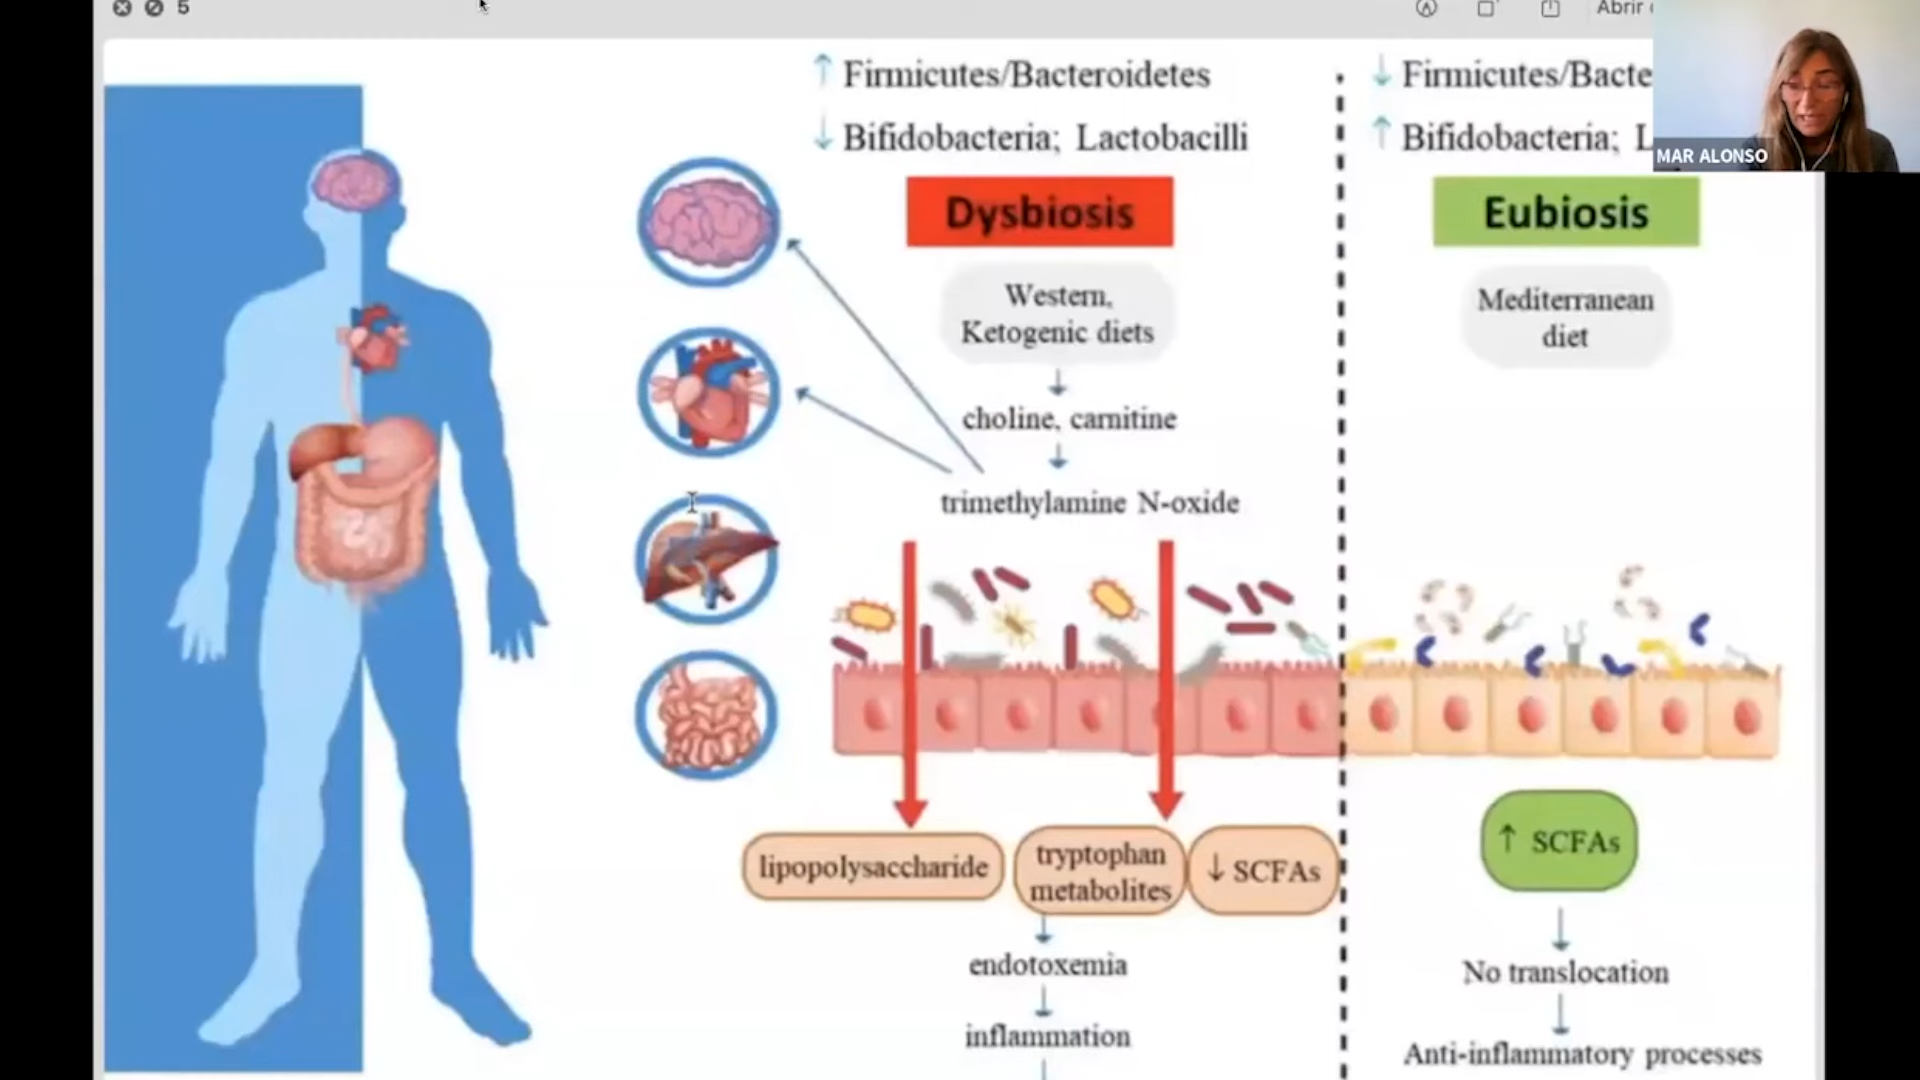 5
Abrir
MAR ALONSO
↑ Firmicutes/Bacteroidetes
↓ Bifidobacteria; Lactobacilli
↓ Firmicutes/Bacte
↑ Bifidobacteria; L
Dysbiosis
Western,
Ketogenic diets
choline, carnitine
trimethylamine N-oxide
lipopolysaccharide
tryptophan
metabolites
↓ SCFAs
endotoxemia
inflammation
Eubiosis
Mediterranean
diet
↑ SCFAs
No translocation
Anti-inflammatory processes